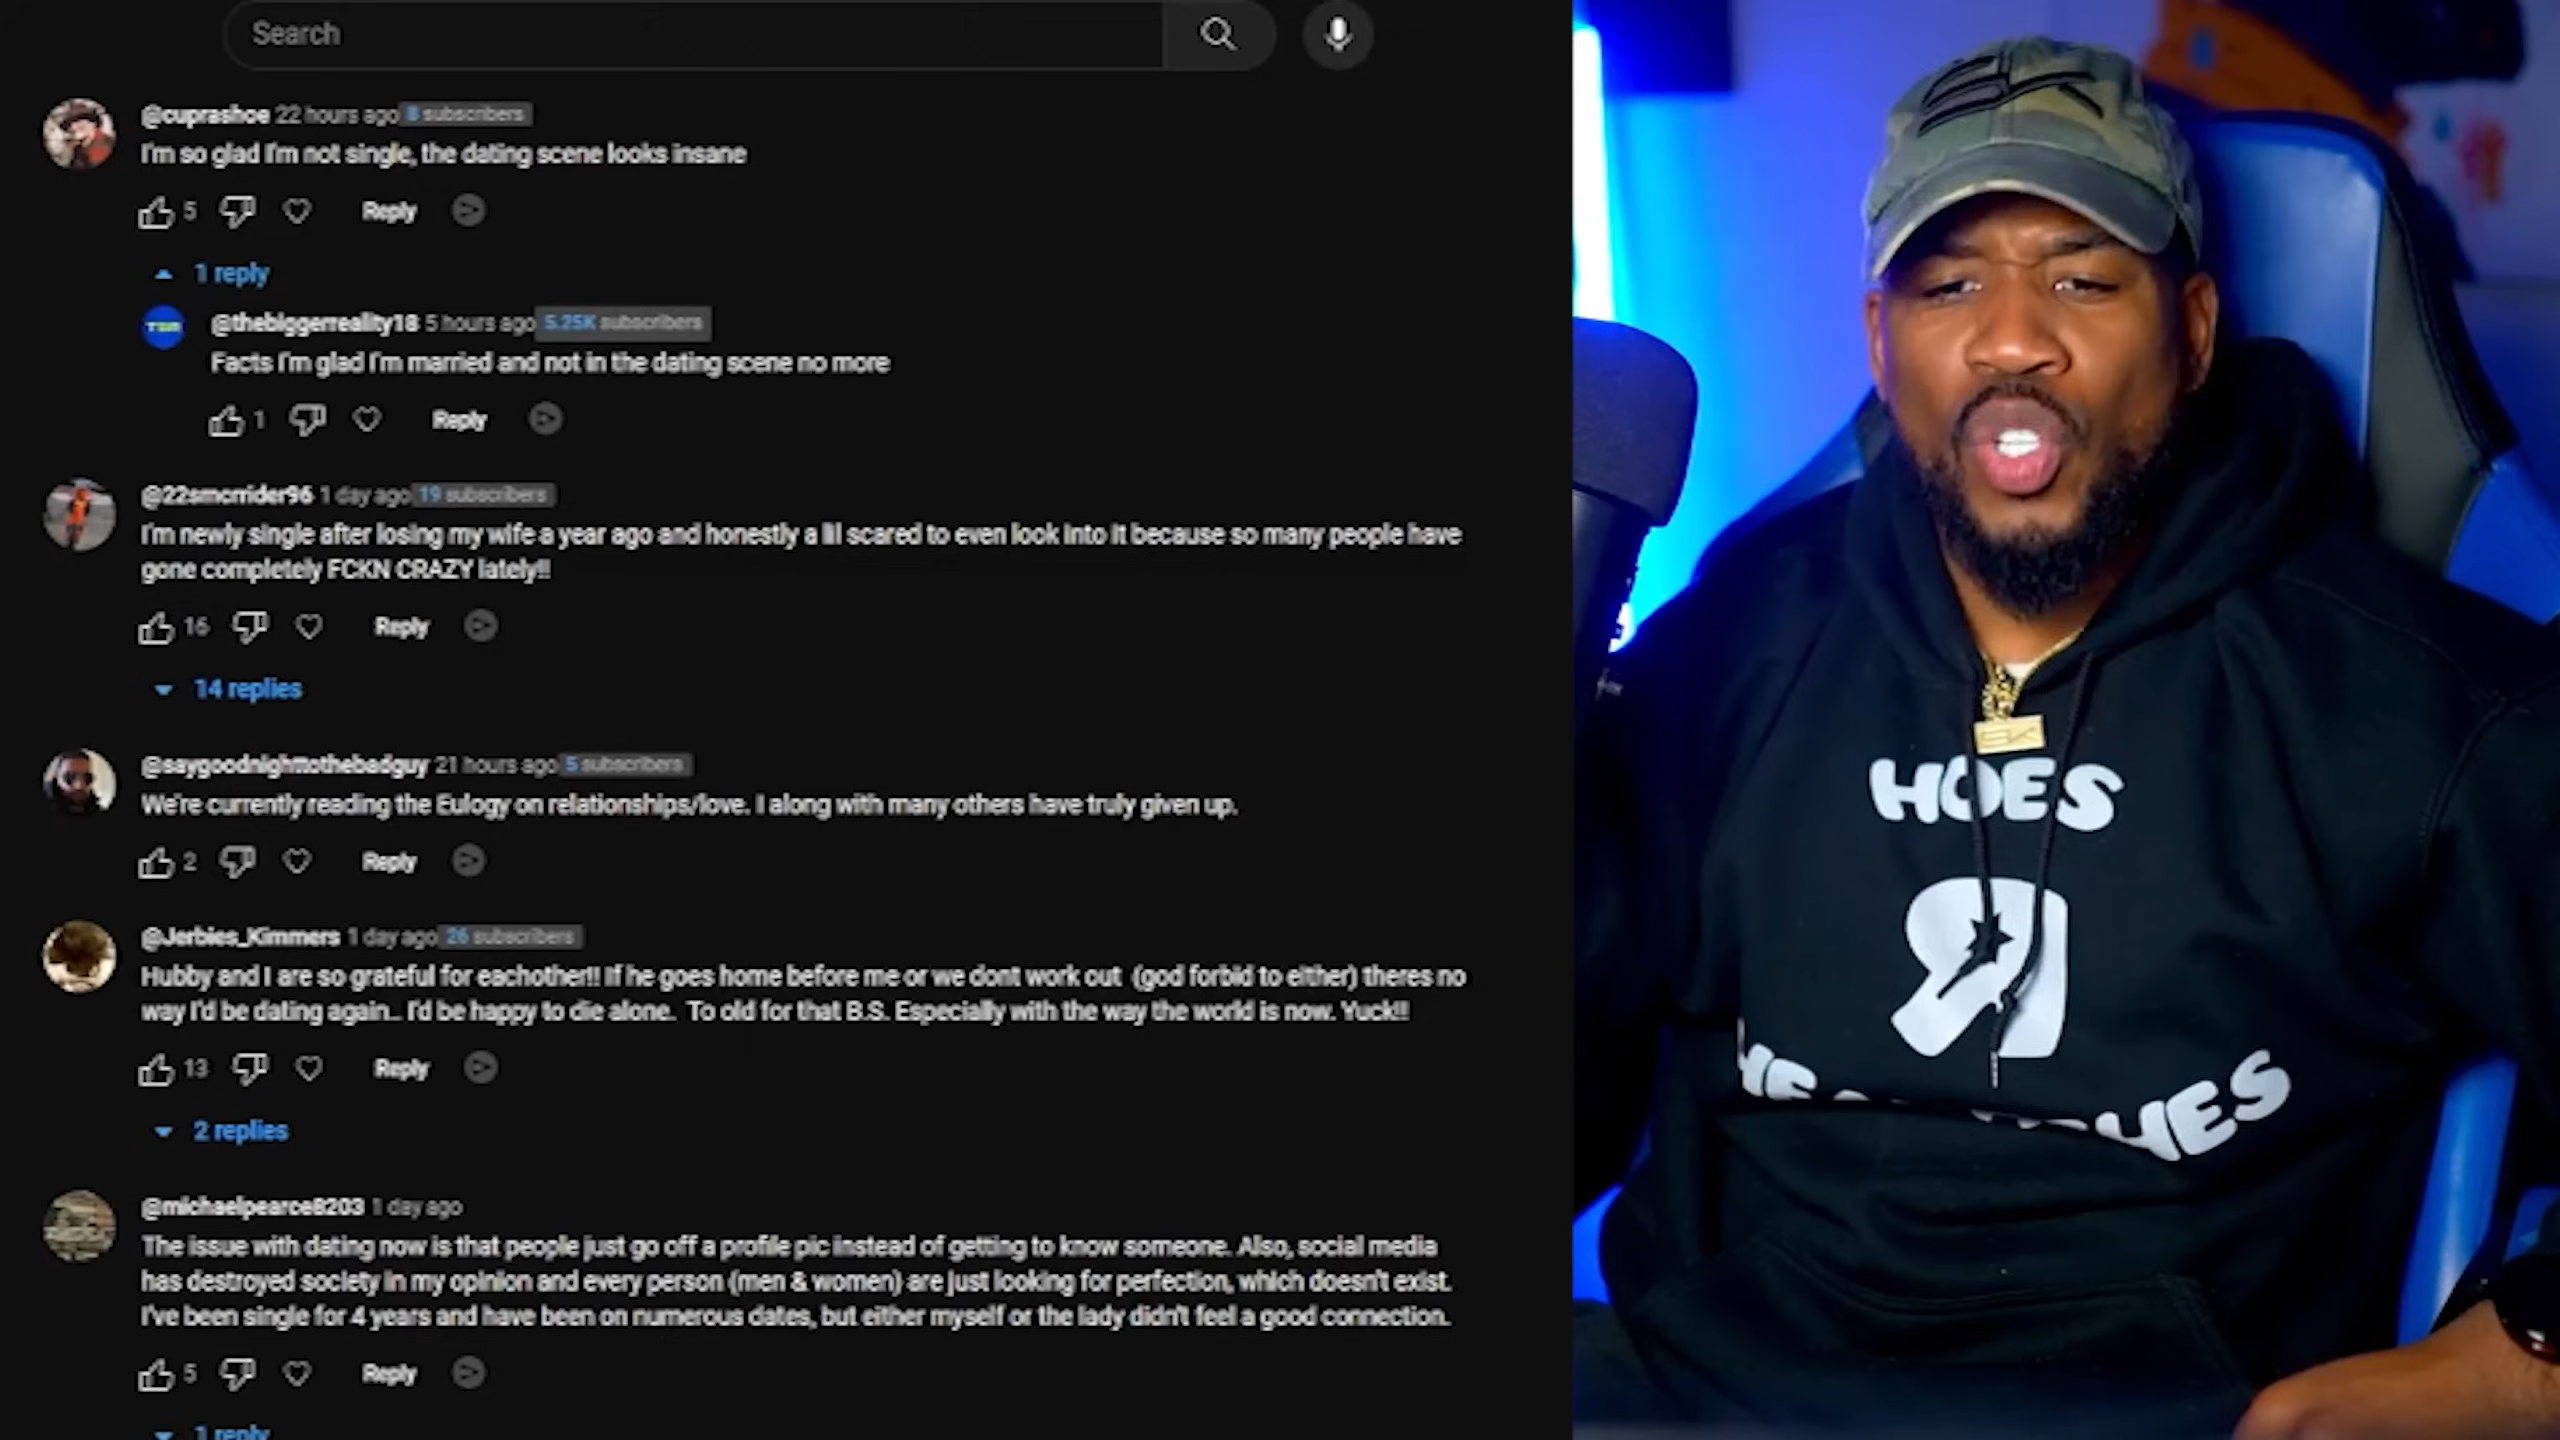 Search
@cuprashoe 22 hours ago 8 subscribers
I'm so glad I'm not single, the dating scene looks insane
5 Reply
1 reply
TBR @thebiggerreality18 5 hours ago 5.25K subscribers
Facts I'm glad I'm married and not in the dating scene no more
1 Reply
@22smcrrider96 1 day ago 19 subscribers
I'm newly single after losing my wife a year ago and honestly a lil scared to even look into it because so many people have
gone completely FCKN CRAZY lately!!
16 Reply
14 replies
@saygoodnighttothebadguy 21 hours ago 5 subscribers
We're currently reading the Eulogy on relationships/love. I along with many others have truly given up.
2 Reply
@Jerbies_Kimmers 1 day ago 26 subscribers
Hubby and I are so grateful for eachother!! If he goes home before me or we dont work out (god forbid to either) theres no
way I'd be dating again... I'd be happy to die alone. To old for that B.S. Especially with the way the world is now. Yuck!!
13 Reply
2 replies
@michaelpearce8203 1 day ago
The issue with dating now is that people just go off a profile pic instead of getting to know someone. Also, social media
has destroyed society in my opinion and every person (men & women) are just looking for perfection, which doesn't exist.
I've been single for 4 years and have been on numerous dates, but either myself or the lady didn't feel a good connection.
5 Reply
1 reply
SK
SK
HOES